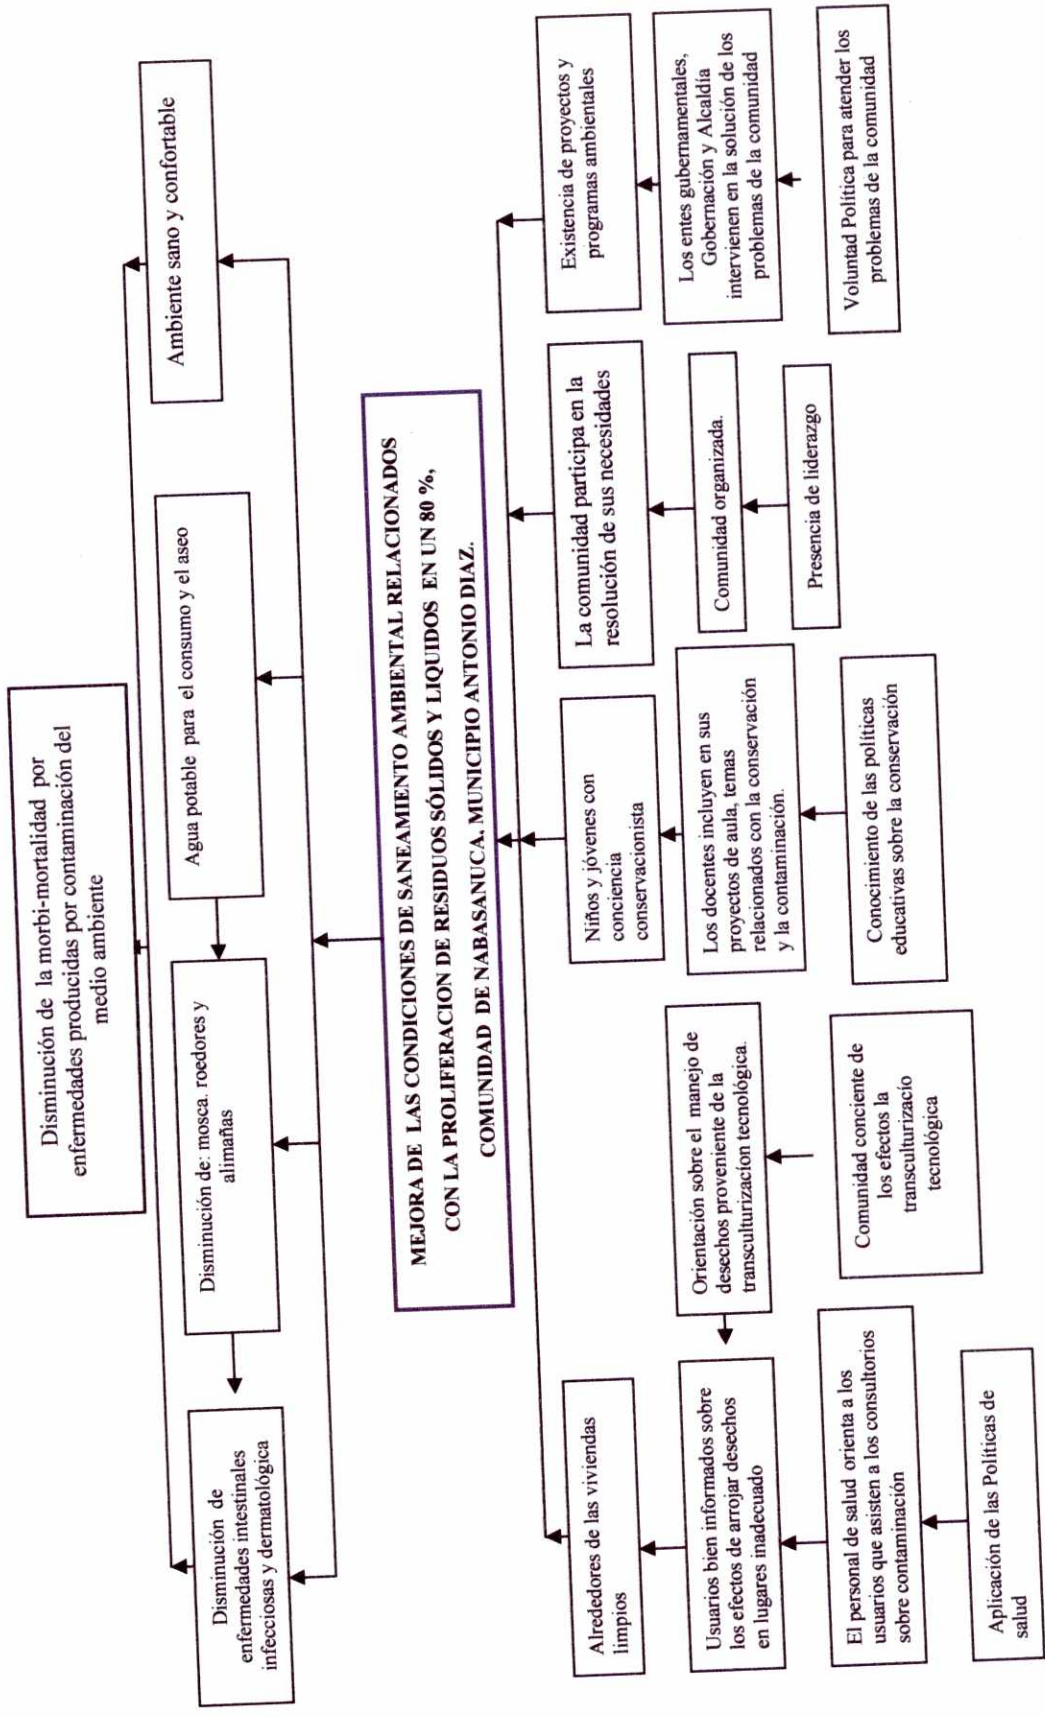 Disminución de la morbi-mortalidad por
enfermedades producidas por contaminación del
medio ambiente
Disminución de
enfermedades intestinales
infecciosas y dermatológica
Disminución de: mosca. roedores y
alimañas
Agua potable para el consumo y el aseo
Ambiente sano y confortable
MEJORA DE LAS CONDICIONES DE SANEAMIENTO AMBIENTAL RELACIONADOS
CON LA PROLIFERACION DE RESIDUOS SÓLIDOS Y LIQUIDOS EN UN 80 %,
COMUNIDAD DE NABASANUCA. MUNICIPIO ANTONIO DIAZ.
Alrededores de las viviendas
limpios
Niños y jóvenes con
conciencia
conservacionista
La comunidad participa en la
resolución de sus necesidades
Existencia de proyectos y
programas ambientales
Usuarios bien informados sobre
los efectos de arrojar desechos
en lugares inadecuado
Orientación sobre el manejo de
desechos proveniente de la
transculturizacíon tecnológica.
Los docentes incluyen en sus
proyectos de aula, temas
relacionados con la conservación
y la contaminación.
Comunidad organizada.
Los entes gubernamentales,
Gobernación y Alcaldía
intervienen en la solución de los
problemas de la comunidad
El personal de salud orienta a los
usuarios que asisten a los consultorios
sobre contaminación
Comunidad conciente de
los efectos la
transculturizacío
tecnológica
Conocimiento de las políticas
educativas sobre la conservación
Presencia de liderazgo
Voluntad Política para atender los
problemas de la comunidad
Aplicación de las Politicas de
salud